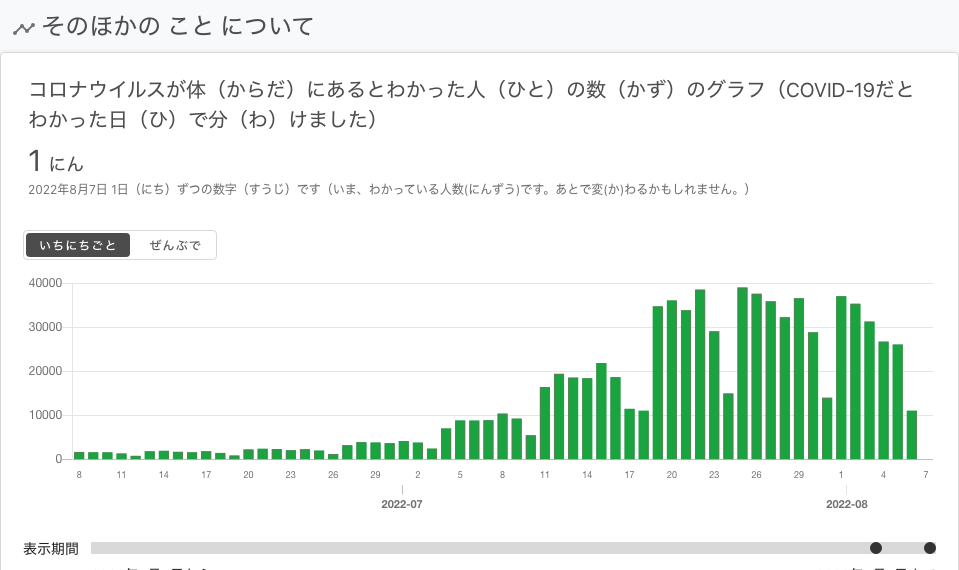 そのほかの こと について
コロナウイルスが体（からだ）にあるとわかった人（ひと）の数（かず）のグラフ（COVID-19だと
わかった日（ひ）で分（わ）けました）
1 にん
2022年8月7日 1日（にち）ずつの数字（すうじ）です（いま、わかっている人数(にんずう)です。あとで変(か)わるかもしれません。）
いちにちごと ぜんぶで
40000
30000
20000
10000
0
8 11 14 17 20 23 26 29 2 5 8 11 14 17 20 23 26 29 1 4 7
2022-07 2022-08
表示期間